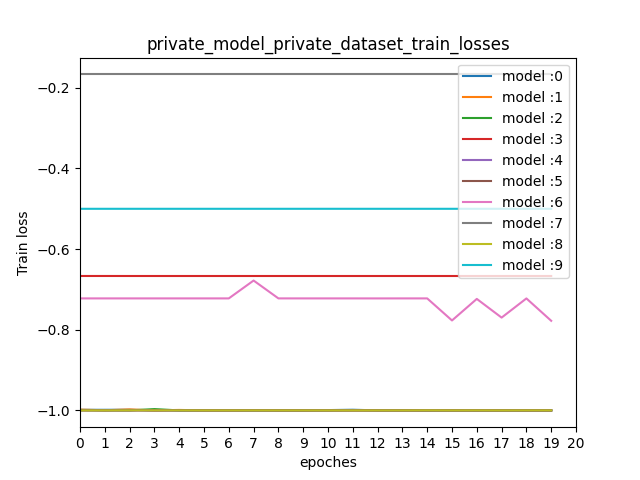 private_model_private_dataset_train_losses
Train loss
−0.2
−0.4
−0.6
−0.8
−1.0
model :0
model :1
model :2
model :3
model :4
model :5
model :6
model :7
model :8
model :9
0 1 2 3 4 5 6 7 8 9 10 11 12 13 14 15 16 17 18 19 20
epoches